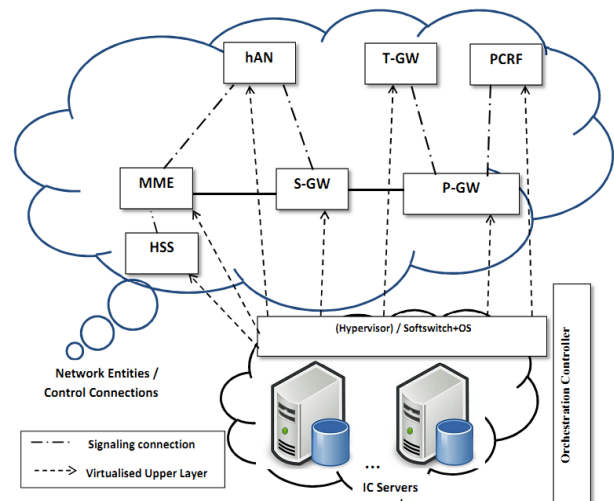 hAN
T-GW
PCRF
MME
S-GW
P-GW
HSS
(Hypervisor) / Softswitch+OS
Network Entities /
Control Connections
Orchestration Controller
Signaling connection
Virtualised Upper Layer
...
IC Servers